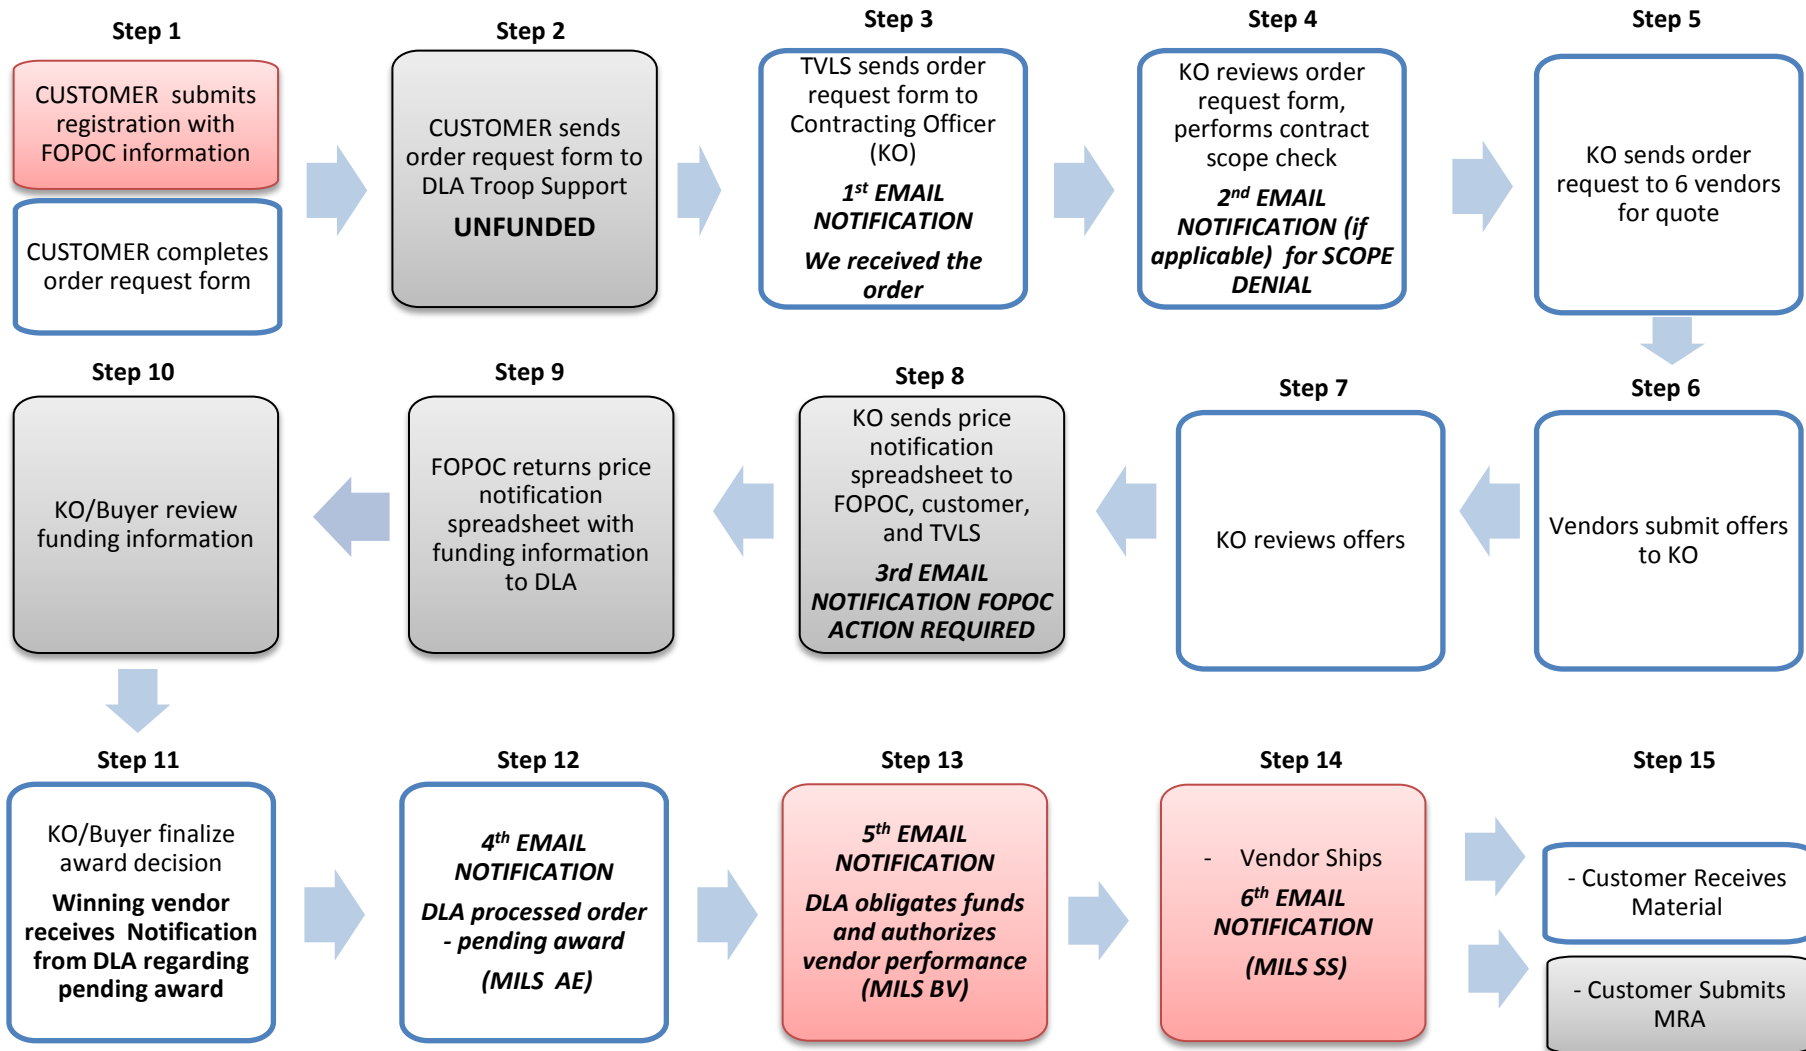 Step 1
CUSTOMER submits
registration with
FOPOC information
CUSTOMER completes
order request form
Step 2
CUSTOMER sends
order request form to
DLA Troop Support
UNFUNDED
Step 3
TVLS sends order
request form to
Contracting Officer
(KO)
1st EMAIL
NOTIFICATION
We received the
order
Step 4
KO reviews order
request form,
performs contract
scope check
2nd EMAIL
NOTIFICATION (if
applicable) for SCOPE
DENIAL
Step 5
KO sends order
request to 6 vendors
for quote
Step 6
Vendors submit offers
to KO
Step 7
KO reviews offers
Step 8
KO sends price
notification
spreadsheet to
FOPOC, customer,
and TVLS
3rd EMAIL
NOTIFICATION FOPOC
ACTION REQUIRED
Step 9
FOPOC returns price
notification
spreadsheet with
funding information
to DLA
Step 10
KO/Buyer review
funding information
Step 11
KO/Buyer finalize
award decision
Winning vendor
receives Notification
from DLA regarding
pending award
Step 12
4th EMAIL
NOTIFICATION
DLA processed order
- pending award
(MILS AE)
Step 13
5th EMAIL
NOTIFICATION
DLA obligates funds
and authorizes
vendor performance
(MILS BV)
Step 14
- Vendor Ships
6th EMAIL
NOTIFICATION
(MILS SS)
Step 15
- Customer Receives
Material
- Customer Submits
MRA